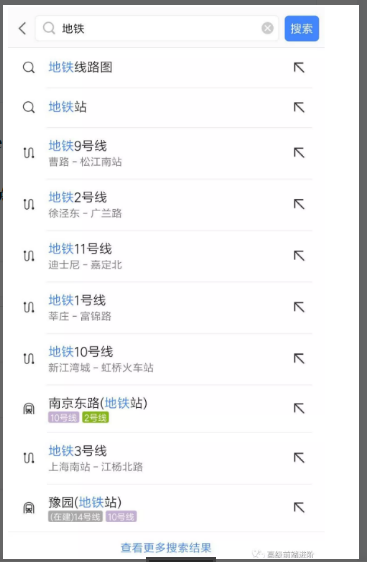 地铁
搜索
地铁线路图
地铁站
地铁9号线
曹路 - 松江南站
地铁2号线
徐泾东 - 广兰路
地铁11号线
迪士尼 - 嘉定北
地铁1号线
莘庄 - 富锦路
地铁10号线
新江湾城 - 虹桥火车站
南京东路(地铁站)
10号线 2号线
地铁3号线
上海南站 - 江杨北路
豫园(地铁站)
(在建)14号线 10号线
查看更多搜索结果